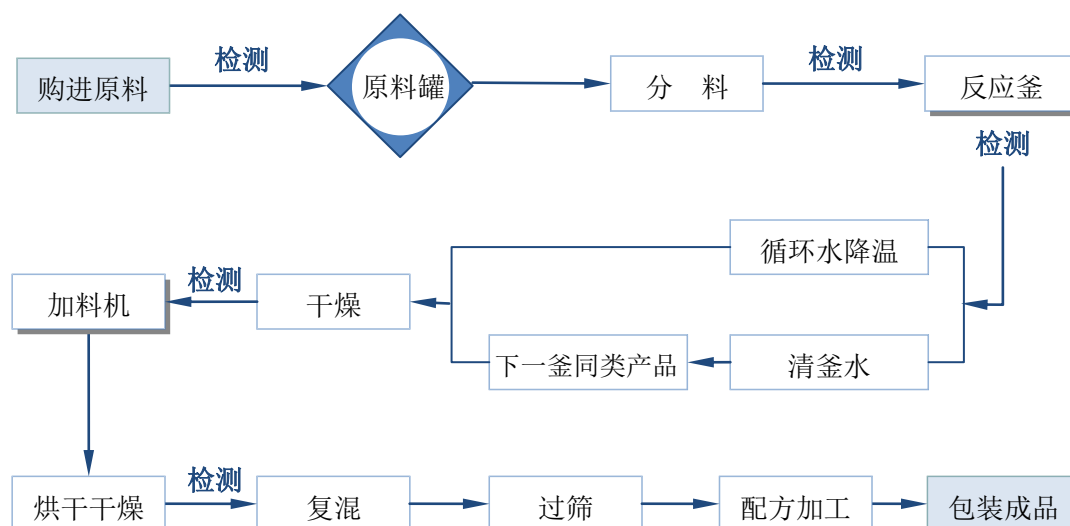 购进原料
检测
原料罐
分 料
检测
反应釜
检测
循环水降温
加料机
检测
干燥
下一釜同类产品
清釜水
烘干干燥
检测
复混
过筛
配方加工
包装成品